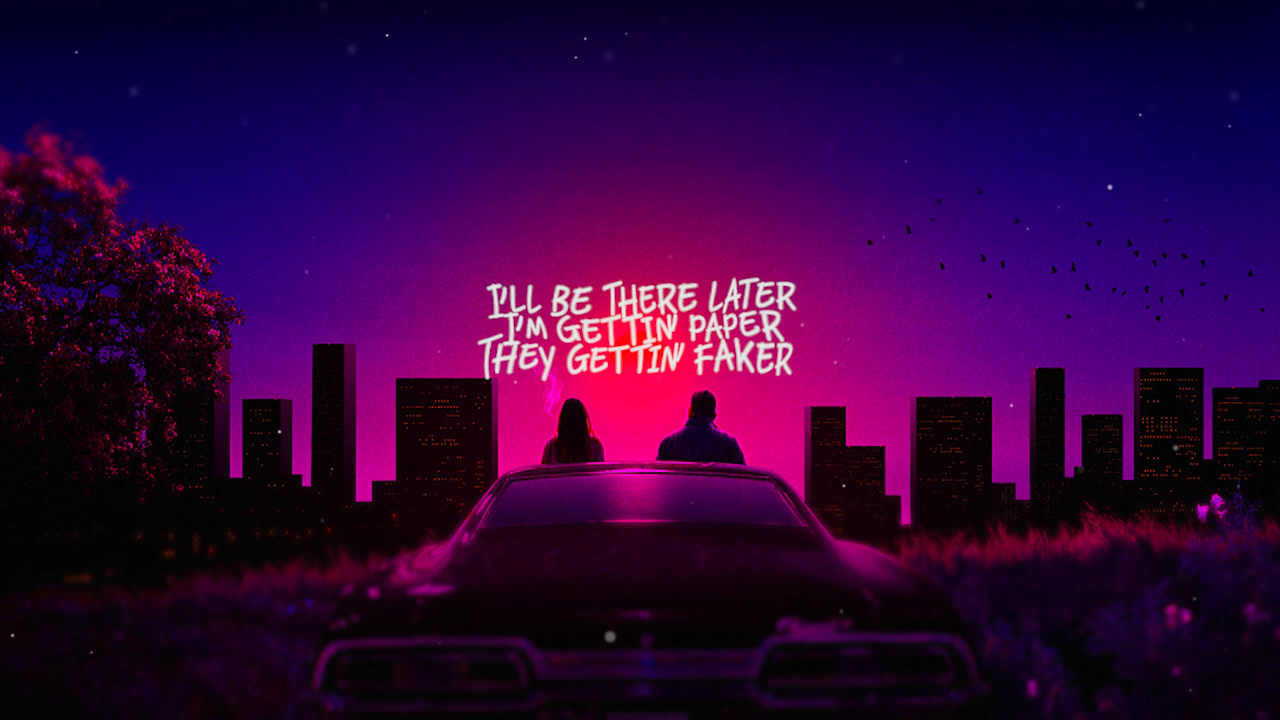 I'LL BE THERE LATER
I'M GETTIN' PAPER
THEY GETTIN' FAKER